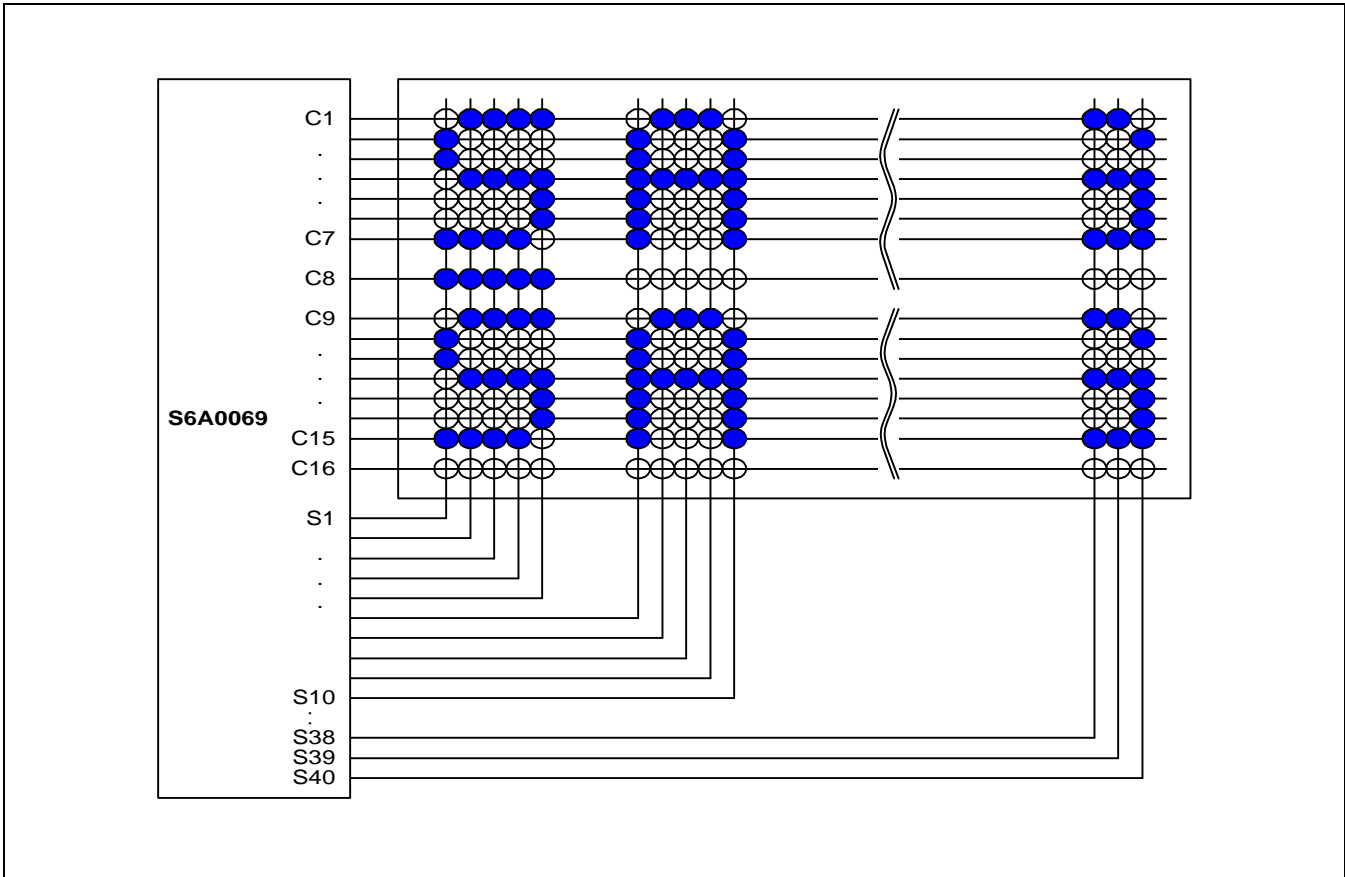 C1
.
.
.
C7
C8
C9
.
.
.
S6A0069
C15
C16
S1
.
.
.
S10
:
S38
S39
S40